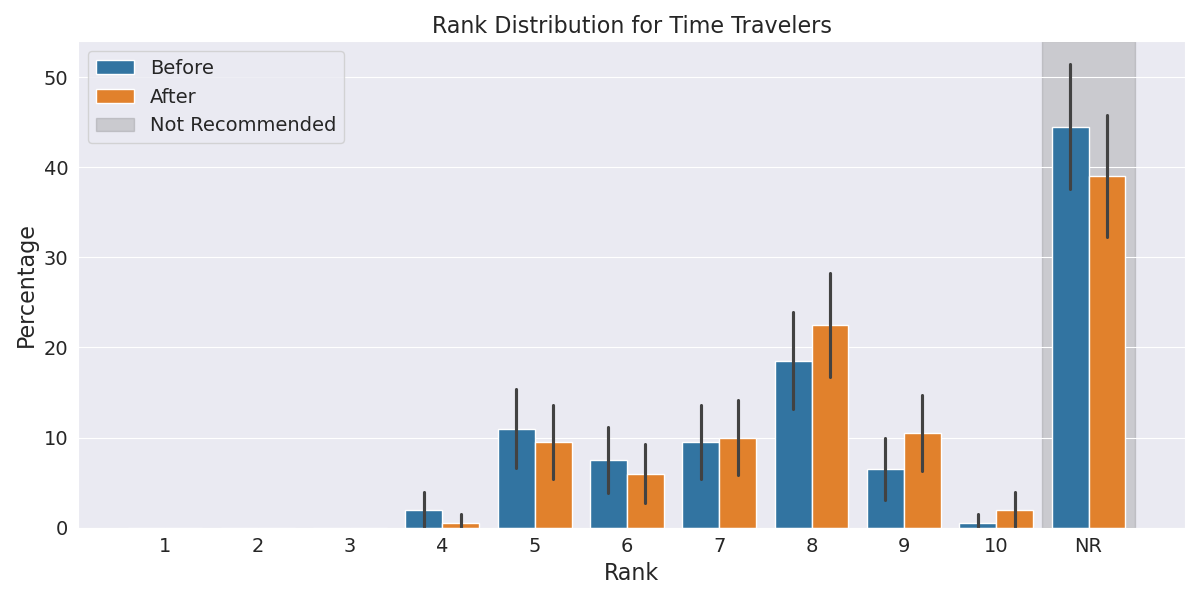 Rank Distribution for Time Travelers
Before
After
Not Recommended
50
40
30
20
10
0
Percentage
1 2 3 4 5 6 7 8 9 10 NR
Rank